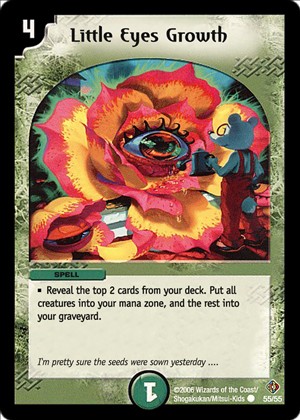 4
Little Eyes Growth
SPELL
▪ Reveal the top 2 cards from your deck. Put all
creatures into your mana zone, and the rest into
your graveyard.
I'm pretty sure the seeds were sown yesterday ....
1
©2006 Wizards of the Coast/
Shogakukan/Mitsui-Kids ● 55/55